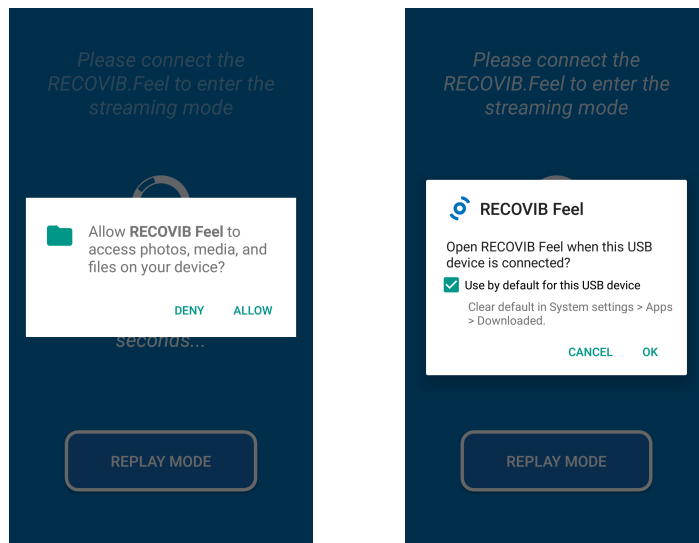 Please connect the
RECOVIB.Feel to enter the
streaming mode
Allow RECOVIB Feel to
access photos, media, and
files on your device?
DENY ALLOW
seconds...
REPLAY MODE
Please connect the
RECOVIB.Feel to enter the
streaming mode
RECOVIB Feel
Open RECOVIB Feel when this USB
device is connected?
Use by default for this USB device
Clear default in System settings > Apps
> Downloaded.
CANCEL OK
REPLAY MODE